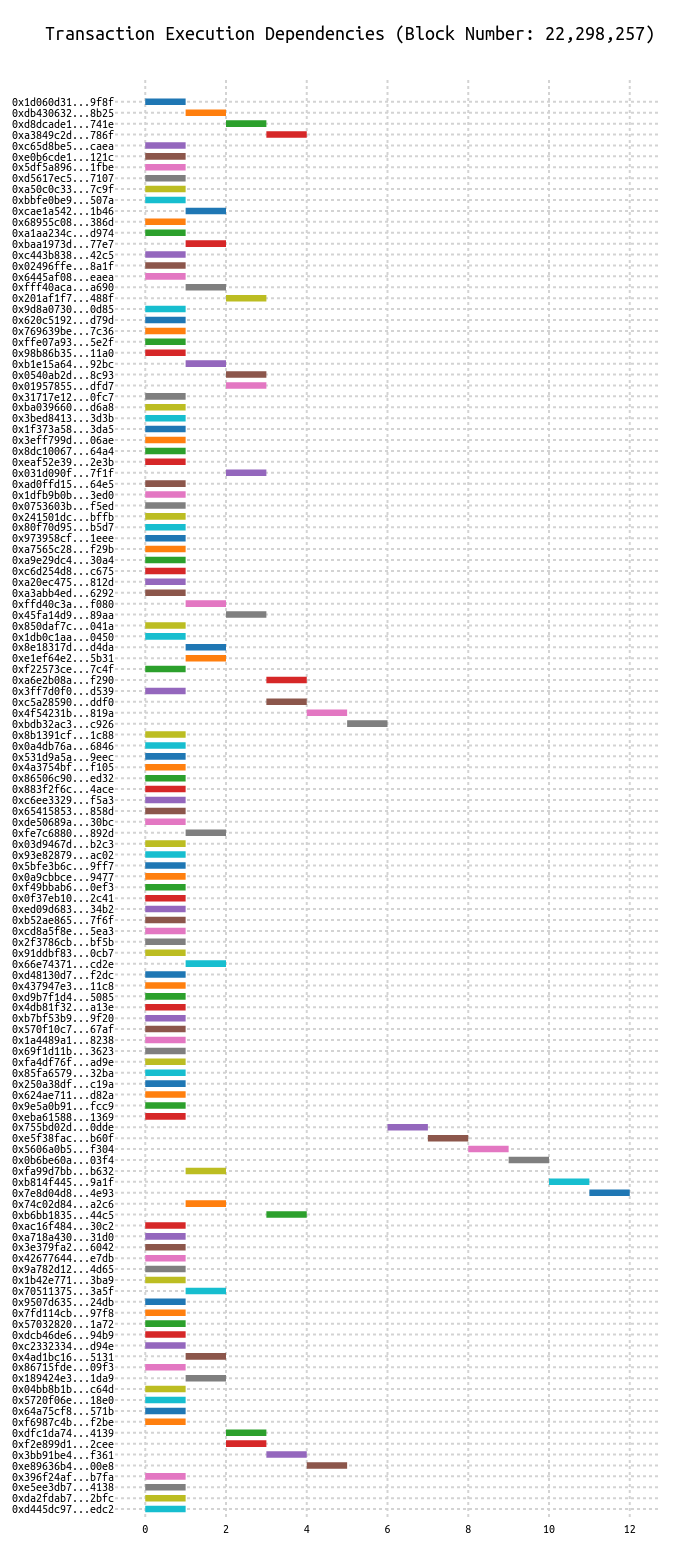 Transaction Execution Dependencies (Block Number: 22,298,257)
0x1d060d31...9f8f
0xdb430632...8b25
0xd8dcade1...741e
0xa3849c2d...786f
0xc65d8be5...caea
0xe0b6cde1...121c
0x5df5a896...1fbe
0xd5617ec5...7107
0xa50c0c33...7c9f
0xbbfe0be9...507a
0xcae1a542...1b46
0x68955c08...386d
0xa1aa234c...d974
0xbaa1973d...77e7
0xc443b838...42c5
0x02496ffe...8a1f
0x6445af08...eaea
0xfff40aca...a690
0x201af1f7...488f
0x9d8a0730...0d85
0x620c5192...d79d
0x769639be...7c36
0xffe07a93...5e2f
0x98b86b35...11a0
0xb1e15a64...92bc
0x0540ab2d...8c93
0x01957855...dfd7
0x31717e12...0fc7
0xba039660...d6a8
0x3bed8413...3d3b
0x1f373a58...3da5
0x3eff799d...06ae
0x8dc10067...64a4
0xeaf52e39...2e3b
0x031d090f...7f1f
0xad0ffd15...64e5
0x1dfb9b0b...3ed0
0x0753603b...f5ed
0x241501dc...bffb
0x80f70d95...b5d7
0x973958cf...1eee
0xa7565c28...f29b
0xa9e29dc4...30a4
0xc6d254d8...c675
0xa20ec475...812d
0xa3abb4ed...6292
0xffd40c3a...f080
0x45fa14d9...89aa
0x850daf7c...041a
0x1db0c1aa...0450
0x8e18317d...d4da
0xe1ef64e2...5b31
0xf22573ce...7c4f
0xa6e2b08a...f290
0x3ff7d0f0...d539
0xc5a28590...ddf0
0x4f54231b...819a
0xbdb32ac3...c926
0x8b1391cf...1c88
0x0a4db76a...6846
0x531d9a5a...9eec
0x4a3754bf...f105
0x86506c90...ed32
0x883f2f6c...4ace
0xc6ee3329...f5a3
0x65415853...858d
0xde50689a...30bc
0xfe7c6880...892d
0x03d9467d...b2c3
0x93e82879...ac02
0x5bfe3b6c...9ff7
0x0a9cbbce...9477
0xf49bbab6...0ef3
0x0f37eb10...2c41
0xed09d683...34b2
0xb52ae865...7f6f
0xcd8a5f8e...5ea3
0x2f3786cb...bf5b
0x91ddbf83...0cb7
0x66e74371...cd2e
0xd48130d7...f2dc
0x437947e3...11c8
0xd9b7f1d4...5085
0x4db81f32...a13e
0xb7bf53b9...9f20
0x570f10c7...67af
0x1a4489a1...8238
0x69f1d11b...3623
0xfa4df76f...ad9e
0x85fa6579...32ba
0x250a38df...c19a
0x624ae711...d82a
0x9e5a0b91...fcc9
0xeba61588...1369
0x755bd02d...0dde
0xe5f38fac...b60f
0x5606a0b5...f304
0x0b6be60a...03f4
0xfa99d7bb...b632
0xb814f445...9a1f
0x7e8d04d8...4e93
0x74c02d84...a2c6
0xb6bb1835...44c5
0xac16f484...30c2
0xa718a430...31d0
0x3e379fa2...6042
0x42677644...e7db
0x9a782d12...4d65
0x1b42e771...3ba9
0x70511375...3a5f
0x9507d635...24db
0x7fd114cb...97f8
0x57032820...1a72
0xdcb46de6...94b9
0xc2332334...d94e
0x4ad1bc16...5131
0x86715fde...09f3
0x189424e3...1da9
0x04bb8b1b...c64d
0x5720f06e...18e0
0x64a75cf8...571b
0xf6987c4b...f2be
0xdfc1da74...4139
0xf2e899d1...2cee
0x3bb91be4...f361
0xe89636b4...00e8
0x396f24af...b7fa
0xe5ee3db7...4138
0xda2fdab7...2bfc
0xd445dc97...edc2
0 2 4 6 8 10 12